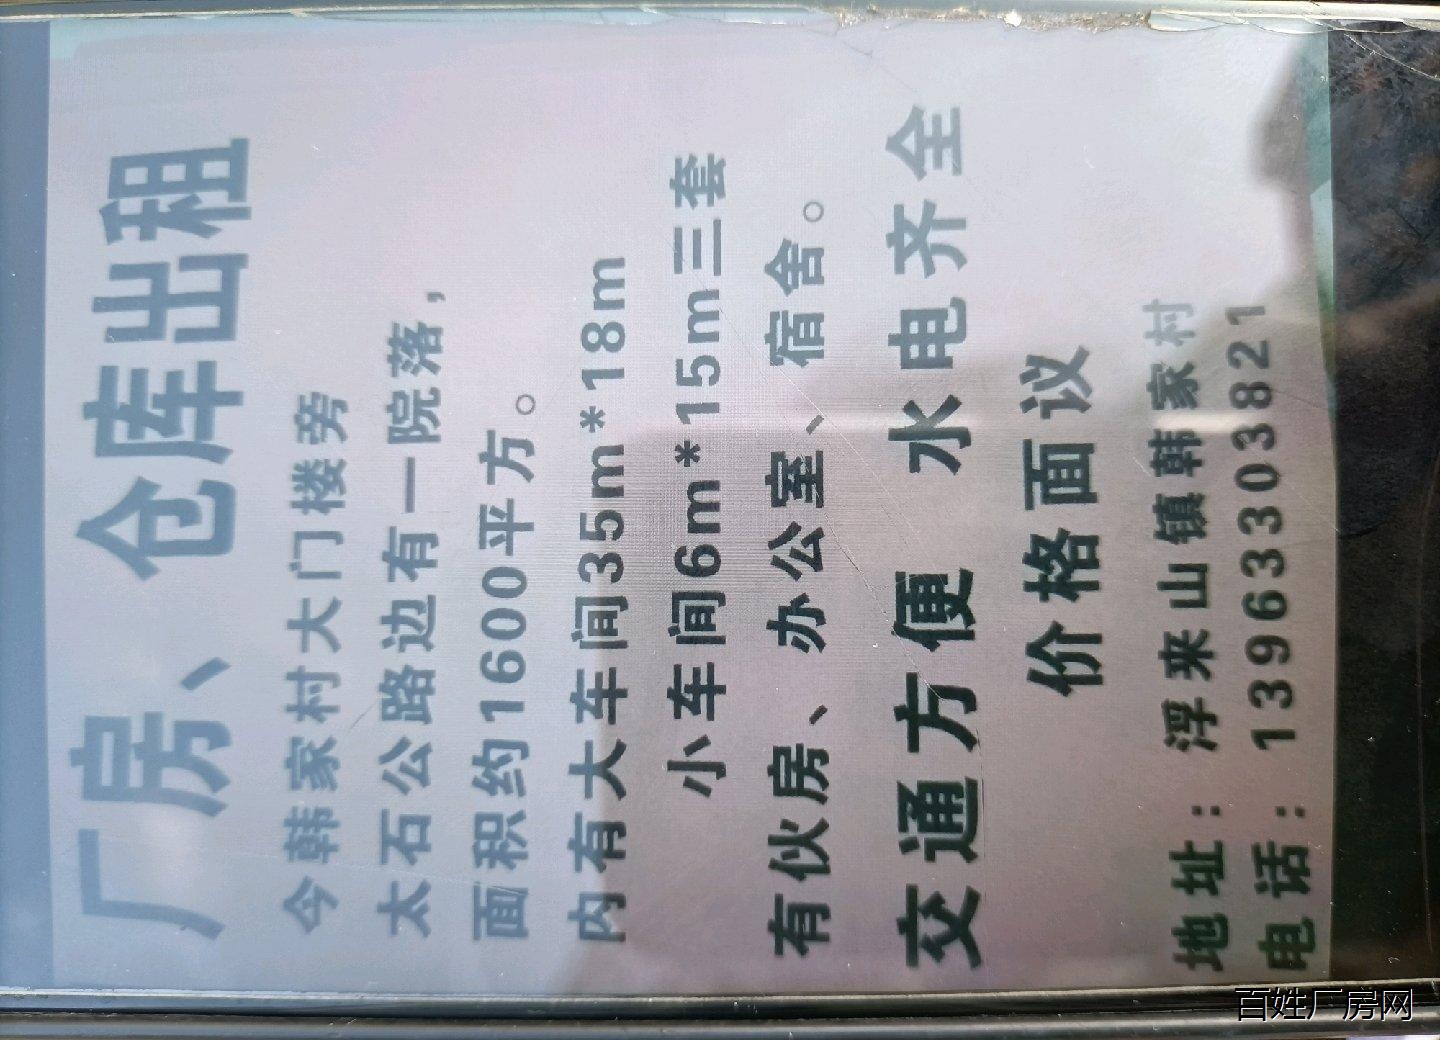 厂房、仓库出租
今韩家村大门楼旁
太石公路边有一院落，
面积约1600平方。
内有大车间35m*18m
小车间6m*15m三套
有伙房、办公室、宿舍。
交通方便 水电齐全
价格面议
地址：浮来山镇韩家村
电话：13963303821
百姓厂房网